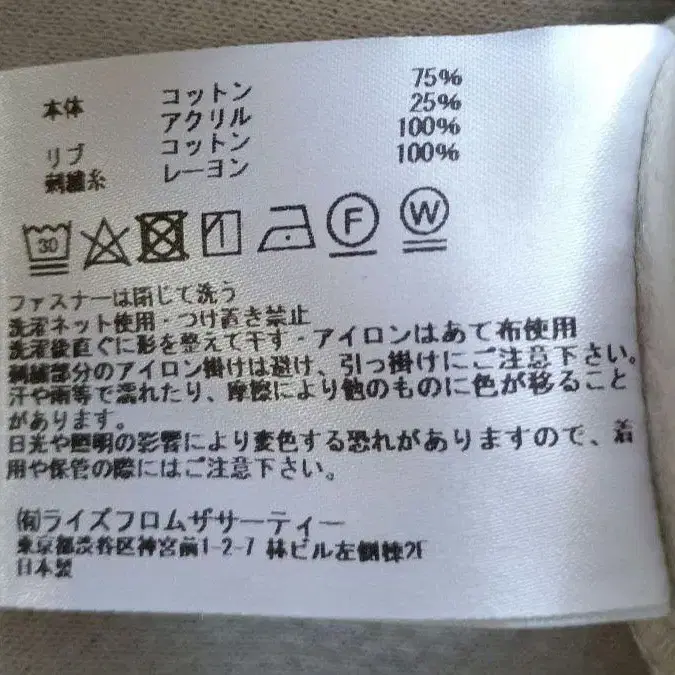 本体 コットン 75%
アクリル 25%
リブ コットン 100%
刺繍糸 レーヨン 100%
30 F W
ファスナーは閉じて洗う
洗濯ネット使用・つけ置き禁止
洗濯後直ぐに形を整えて干す・アイロンはあて布使用
刺繍部分のアイロン掛けは避け、引っ掛けにご注意下さい。
汗や雨等で濡れたり、摩擦により他のものに色が移ること
があります。
日光や照明の影響により変色する恐れがありますので、着
用や保管の際にはご注意下さい。
㈲ライズフロムザサーティー
東京都渋谷区神宮前1-2-7 林ビル左側棟2F
日本製